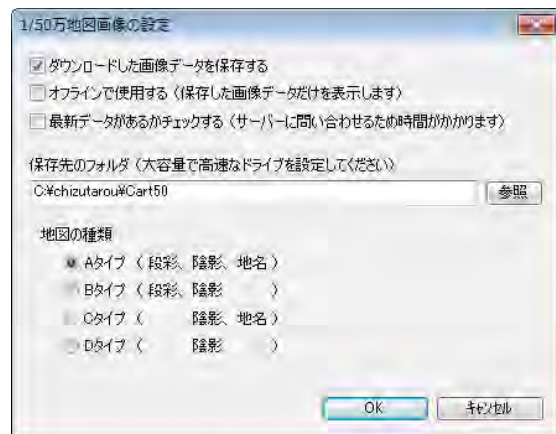 1/50万地図画像の設定
ダウンロードした画像データを保存する
オフラインで使用する（保存した画像データだけを表示します）
最新データがあるかチェックする（サーバーに問い合わせるため時間がかかります）
保存先のフォルダ（大容量で高速なドライブを設定してください）
C:¥chizutarou¥Cart50
参照
地図の種類
Aタイプ（段彩、陰影、地名）
Bタイプ（段彩、陰影　　　）
Cタイプ（　　　陰影、地名）
Dタイプ（　　　陰影　　　）
OK
キャンセル